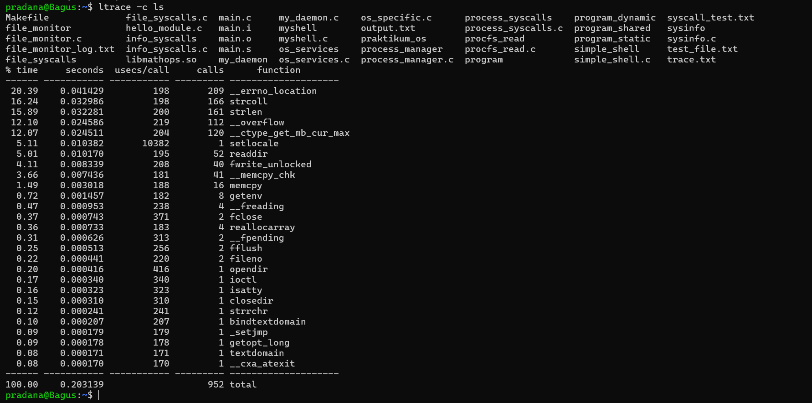 pradana@Bagus:~$ ltrace -c ls
Makefile file_syscalls.c main.c my_daemon.c os_specific.c process_syscalls program_dynamic syscall_test.txt
file_monitor hello_module.c main.i myshell output.txt process_syscalls.c program_shared sysinfo
file_monitor.c info_syscalls main.o myshell.c praktikum_os procfs_read program_static sysinfo.c
file_monitor_log.txt info_syscalls.c main.s os_services process_manager procfs_read.c simple_shell test_file.txt
file_syscalls libmathops.so my_daemon os_services.c process_manager.c program simple_shell.c trace.txt
% time seconds usecs/call calls function
------ ----------- ----------- --------- --------------------
20.39 0.041429 198 209 __errno_location
16.24 0.032986 198 166 strcoll
15.89 0.032281 200 161 strlen
12.10 0.024586 219 112 __overflow
12.07 0.024511 204 120 __ctype_get_mb_cur_max
5.11 0.010382 10382 1 setlocale
5.01 0.010170 195 52 readdir
4.11 0.008339 208 40 fwrite_unlocked
3.66 0.007436 181 41 __memcpy_chk
1.49 0.003018 188 16 memcpy
0.72 0.001457 182 8 getenv
0.47 0.000953 238 4 __freading
0.37 0.000743 371 2 fclose
0.36 0.000733 183 4 reallocarray
0.31 0.000626 313 2 __fpending
0.25 0.000513 256 2 fflush
0.22 0.000441 220 2 fileno
0.20 0.000416 416 1 opendir
0.17 0.000340 340 1 ioctl
0.16 0.000323 323 1 isatty
0.15 0.000310 310 1 closedir
0.12 0.000241 241 1 strrchr
0.10 0.000207 207 1 bindtextdomain
0.09 0.000179 179 1 _setjmp
0.09 0.000178 178 1 getopt_long
0.08 0.000171 171 1 textdomain
0.08 0.000170 170 1 __cxa_atexit
------ ----------- ----------- --------- --------------------
100.00 0.203139 952 total
pradana@Bagus:~$